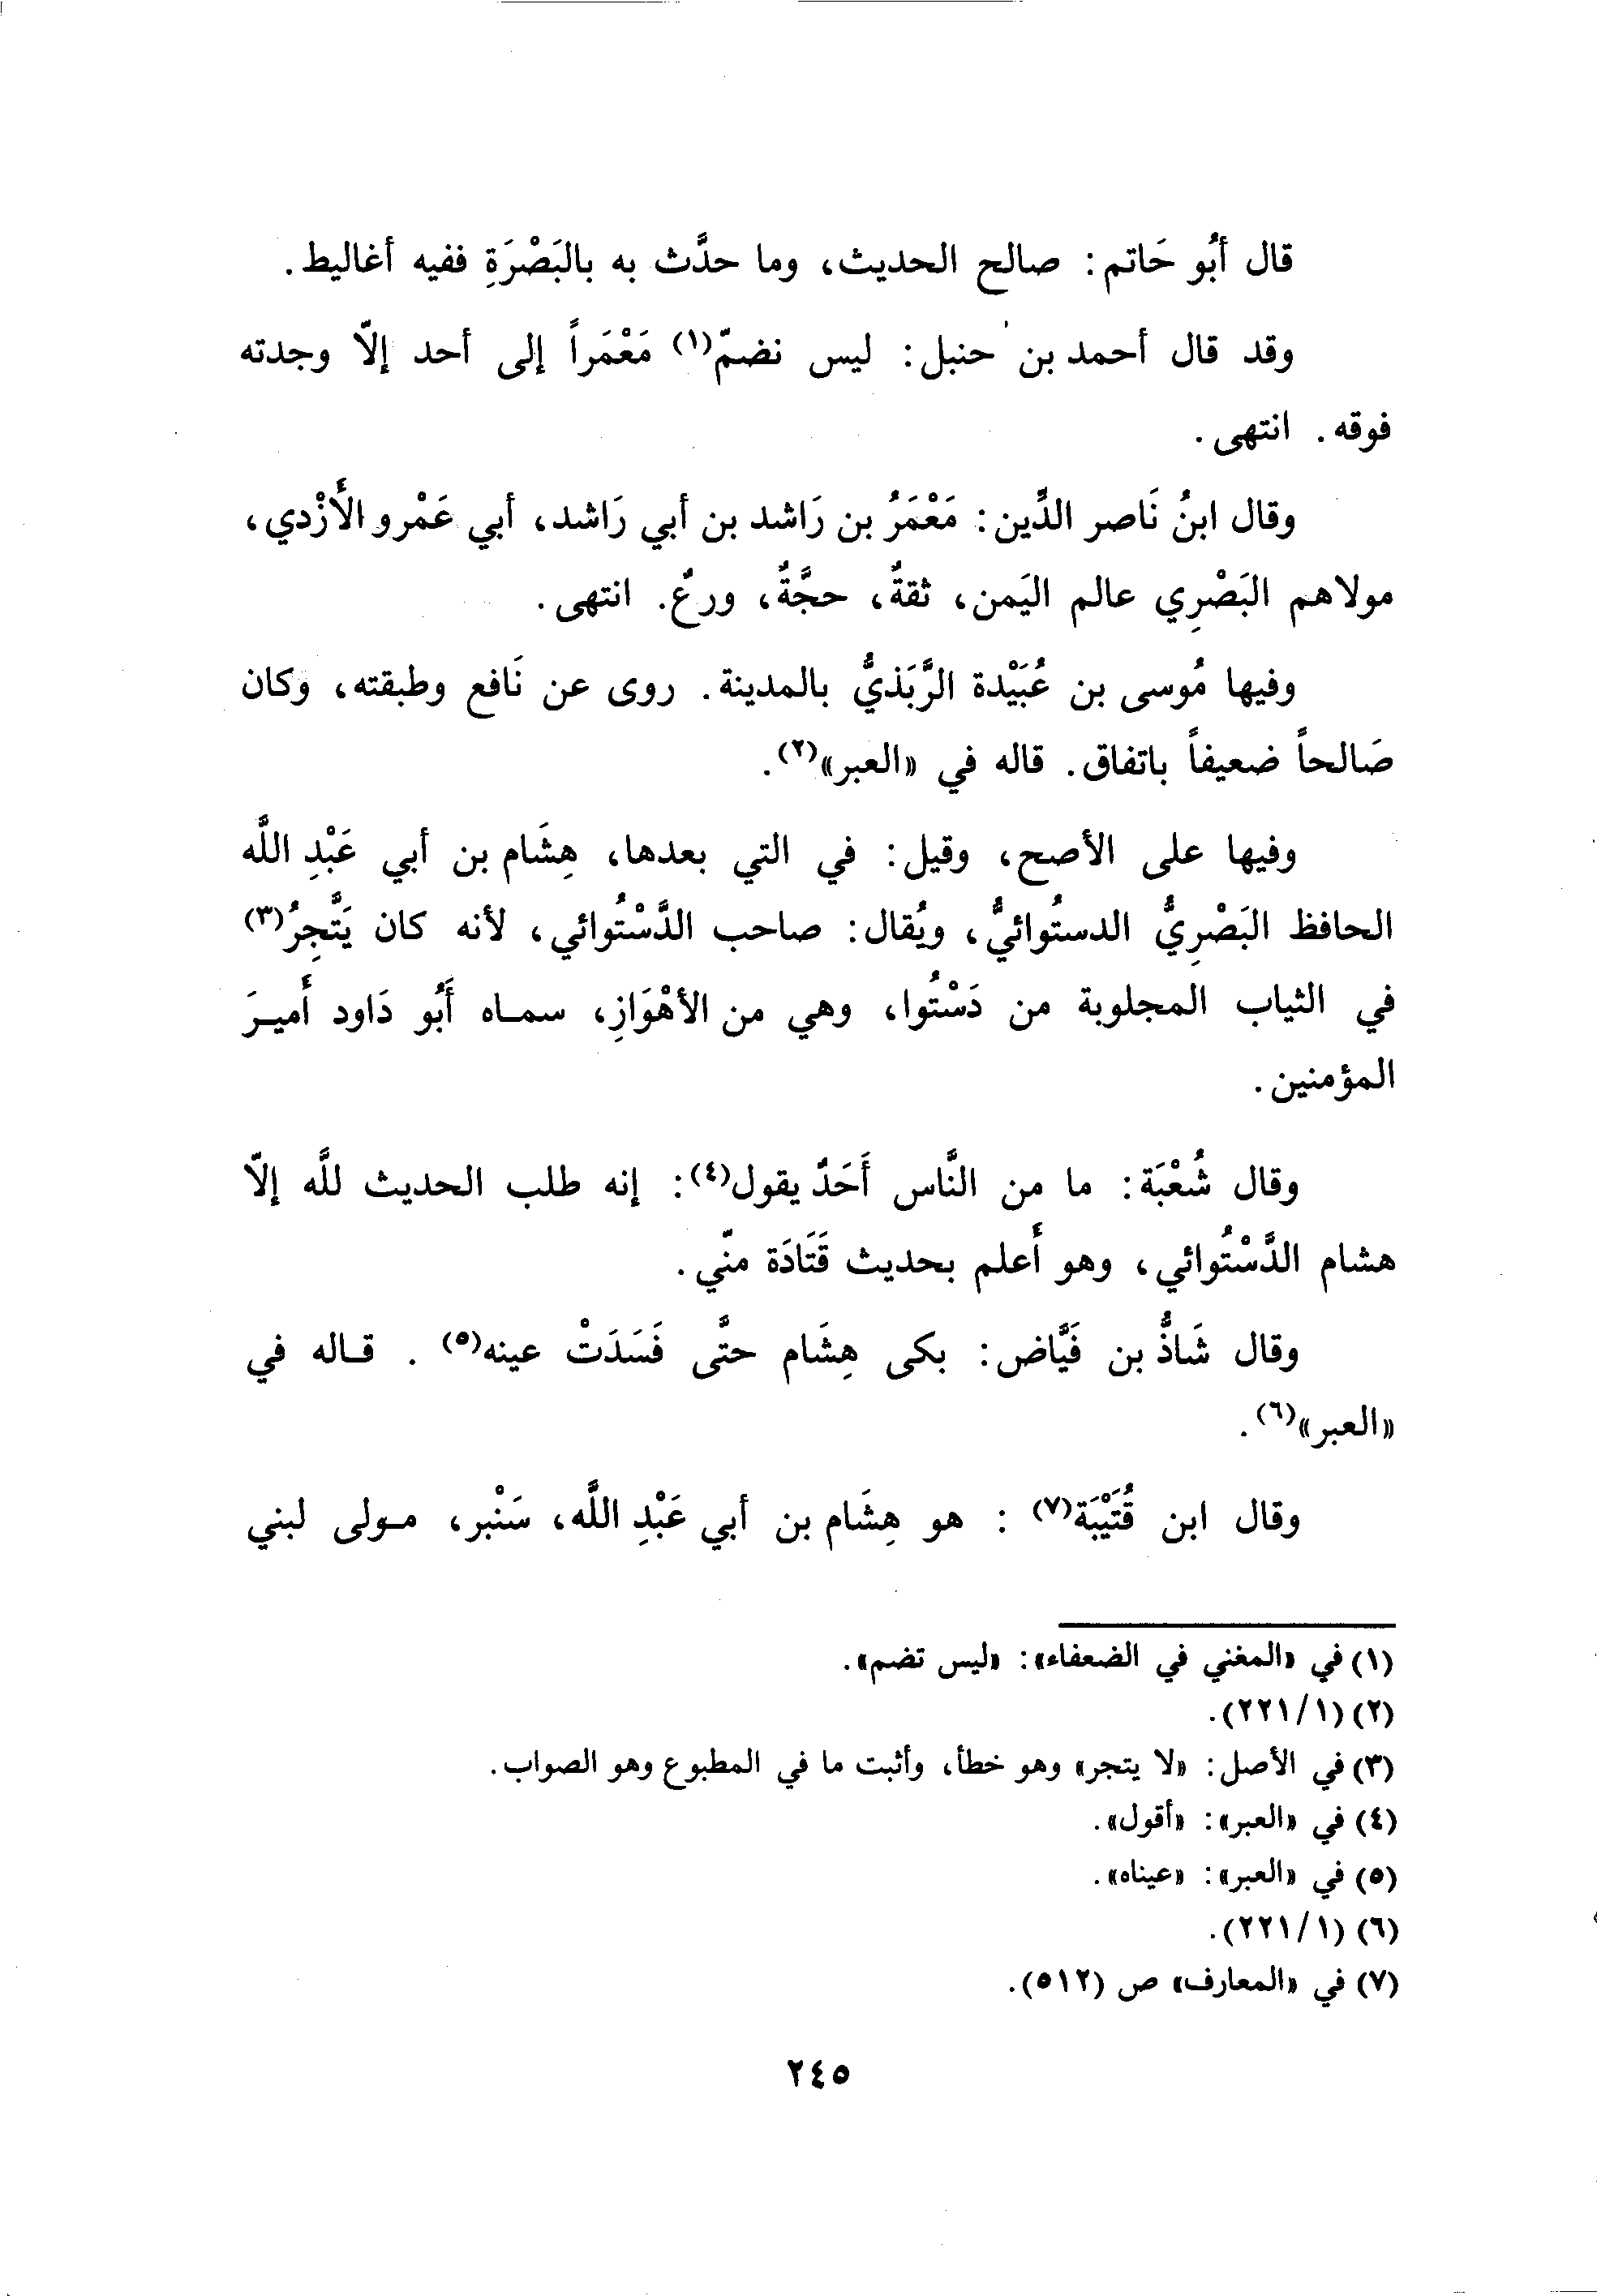 قال أَبُو حَاتم: صالح الحديث، وما حدَّث به بالبَصْرَةِ ففيه أغاليط.
وقد قال أحمد بن حنبل: ليس نضمّ(١) مَعْمَراً إلى أحد إلاّ وجدته
فوقه. انتهى.
وقال ابنُ نَاصر الدِّين: مَعْمَرُ بن رَاشد بن أبي رَاشد، أبي عَمْرو الأَزْدي،
مولاهم البَصْرِي عالم اليَمن، ثقةٌ، حجَّةٌ، ورعٌ. انتهى.
وفيها مُوسى بن عُبَيْدة الرَّبَذيُّ بالمدينة. روى عن نَافع وطبقته، وكان
صَالحاً ضعيفاً باتفاق. قاله في «العبر»(٢).
وفيها على الأصح، وقيل: في التي بعدها، هِشَام بن أبي عَبْدِ اللَّه
الحافظ البَصْرِيُّ الدستُوائيُّ، ويُقال: صاحب الدَّسْتُوائي، لأنه كان يَتَّجِرُ(٣)
في الثياب المجلوبة من دَسْتُوا، وهي من الأهْوَازِ، سماه أَبُو دَاود أَميرَ
المؤمنين.
وقال شُعْبَة: ما من النَّاس أَحَدٌ يقول(٤): إنه طلب الحديث للَّه إلاّ
هشام الدَّسْتُوائي، وهو أَعلم بحديث قَتَادَة منّي.
وقال شَاذُّ بن فَيَّاض: بكى هِشَام حتَّى فَسَدَتْ عينه(٥). قاله في
«العبر»(٦).
وقال ابن قُتَيْبَة(٧): هو هِشَام بن أبي عَبْدِ اللَّه، سَنْبر، مولى لبني
(١) في «المغني في الضعفاء»: «ليس تضم».
(٢) (١/ ٢٢١).
(٣) في الأصل: «لا يتجر» وهو خطأ، وأثبت ما في المطبوع وهو الصواب.
(٤) في «العبر»: «أقول».
(٥) في «العبر»: «عيناه».
(٦) (١/ ٢٢١).
(٧) في «المعارف» ص (٥١٢).
٢٤٥